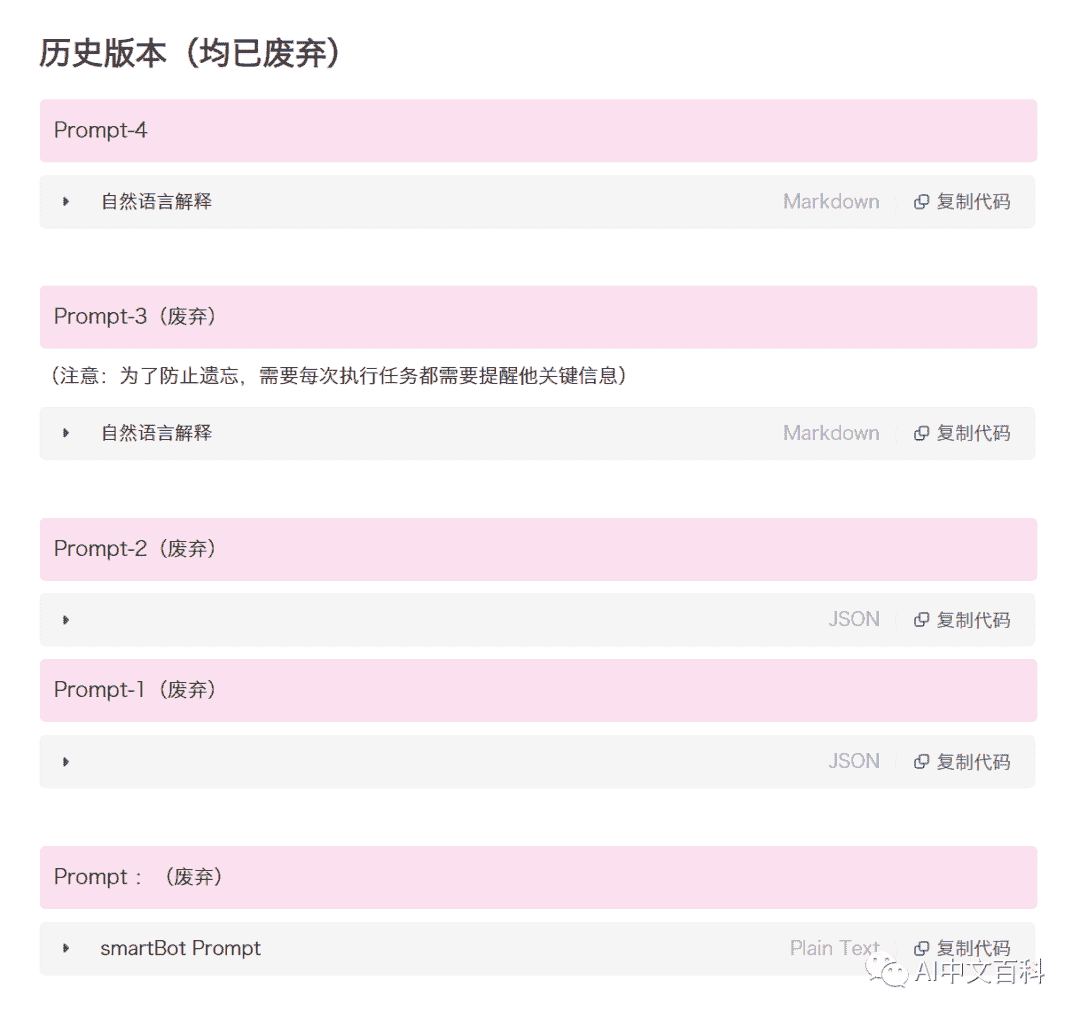 历史版本（均已废弃）
Prompt-4
自然语言解释 Markdown 复制代码
Prompt-3（废弃）
（注意：为了防止遗忘，需要每次执行任务都需要提醒他关键信息）
自然语言解释 Markdown 复制代码
Prompt-2（废弃）
JSON 复制代码
Prompt-1（废弃）
JSON 复制代码
Prompt：（废弃）
smartBot Prompt Plain Text 复制代码
AI中文百科